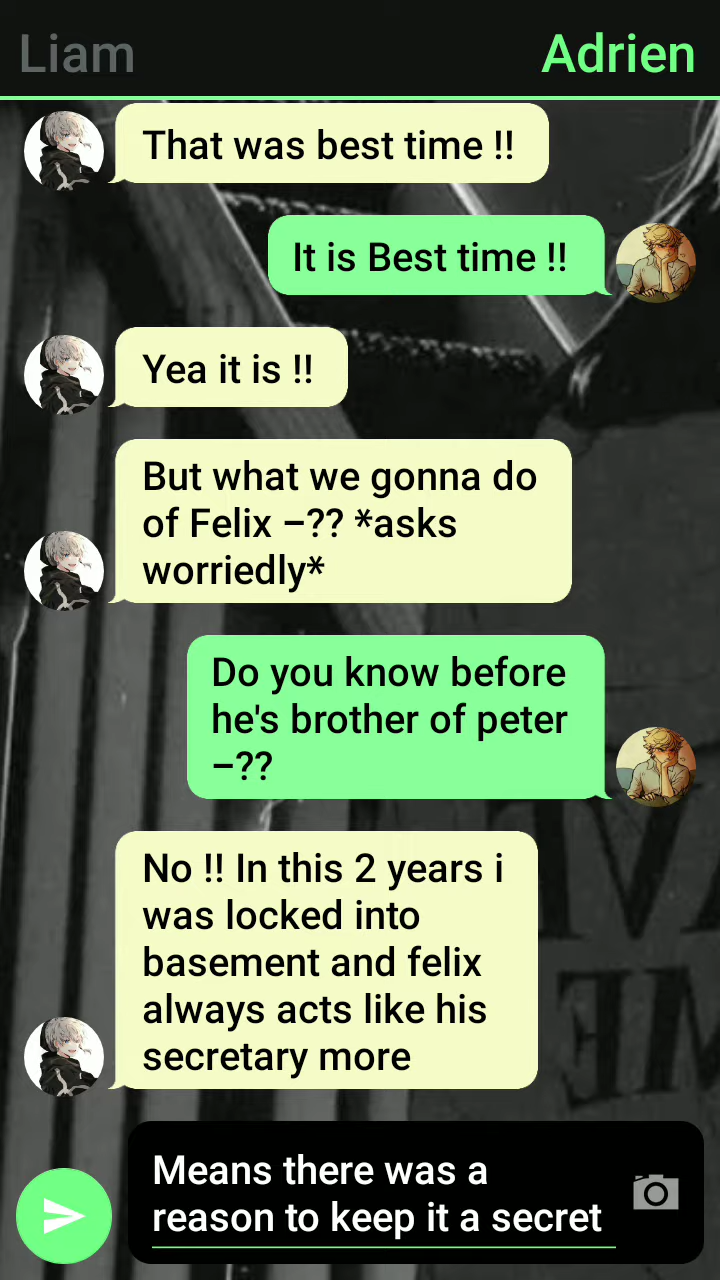 Liam
Adrien
That was best time !!
It is Best time !!
Yea it is !!
But what we gonna do
of Felix –?? *asks
worriedly*
Do you know before
he's brother of peter
–??
No !! In this 2 years i
was locked into
basement and felix
always acts like his
secretary more
Means there was a
reason to keep it a secret